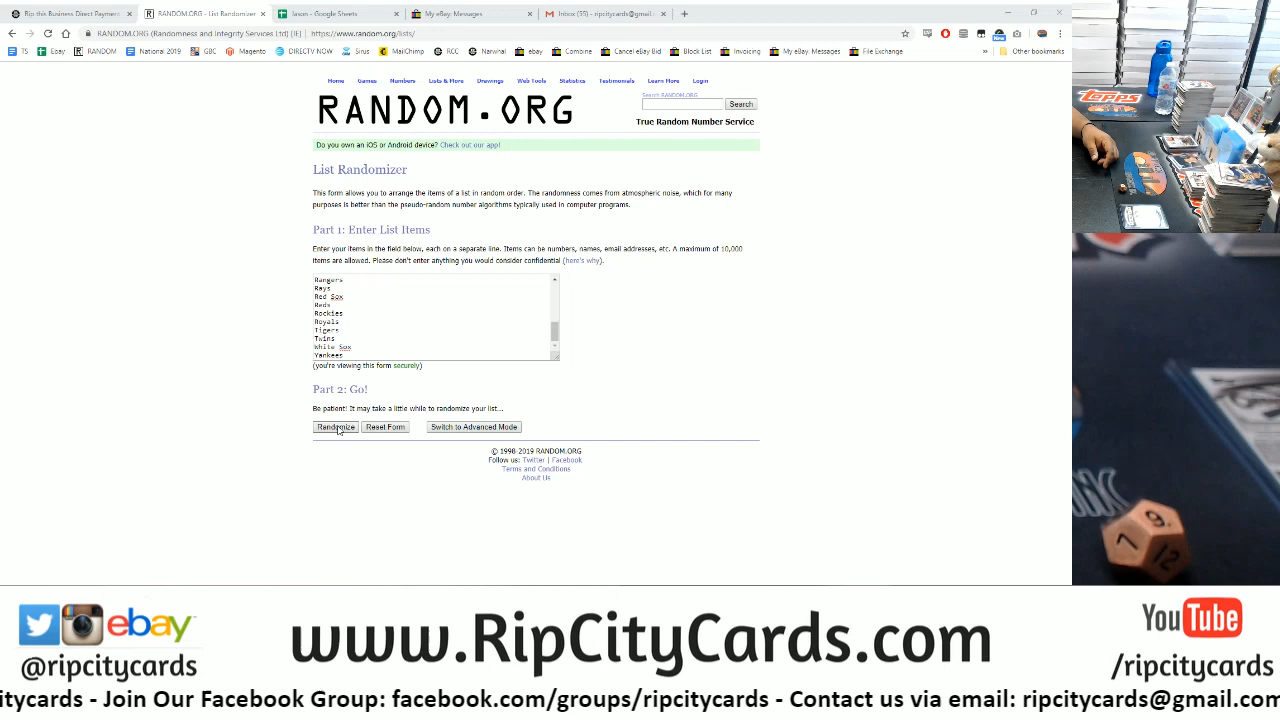 Rip this Business Direct Payment
RANDOM.ORG - List Randomizer
Jason - Google Sheets
My eBay: Messages
Inbox (55) - ripcitycards@gmail.c
RANDOM.ORG (Randomness and Integrity Services Ltd) [IE] | https://www.random.org/lists/
TS Ebay RANDOM National 2019 GBC Magento DIRECTV NOW Sirus MailChimp RCC Narwhal ebay Combine Cancel eBay Bid Block List Invoicing My eBay: Messages File Exchange » Other bookmarks
New
Home Games Numbers Lists & More Drawings Web Tools Statistics Testimonials Learn More Login
RANDOM.ORG
Search RANDOM.ORG
Search
True Random Number Service
Do you own an iOS or Android device? Check out our app!
List Randomizer
This form allows you to arrange the items of a list in random order. The randomness comes from atmospheric noise, which for many
purposes is better than the pseudo-random number algorithms typically used in computer programs.
Part 1: Enter List Items
Enter your items in the field below, each on a separate line. Items can be numbers, names, email addresses, etc. A maximum of 10,000
items are allowed. Please don't enter anything you would consider confidential (here's why).
Rangers
Rays
Red Sox
Reds
Rockies
Royals
Tigers
Twins
White Sox
Yankees
(you're viewing this form securely)
Part 2: Go!
Be patient! It may take a little while to randomize your list...
Randomize Reset Form Switch to Advanced Mode
© 1998-2019 RANDOM.ORG
Follow us: Twitter | Facebook
Terms and Conditions
About Us
Topps
9
7
12
ebay
@ripcitycards
www.RipCityCards.com
YouTube
/ripcitycards
citycards - Join Our Facebook Group: facebook.com/groups/ripcitycards - Contact us via email: ripcitycards@gmail.com